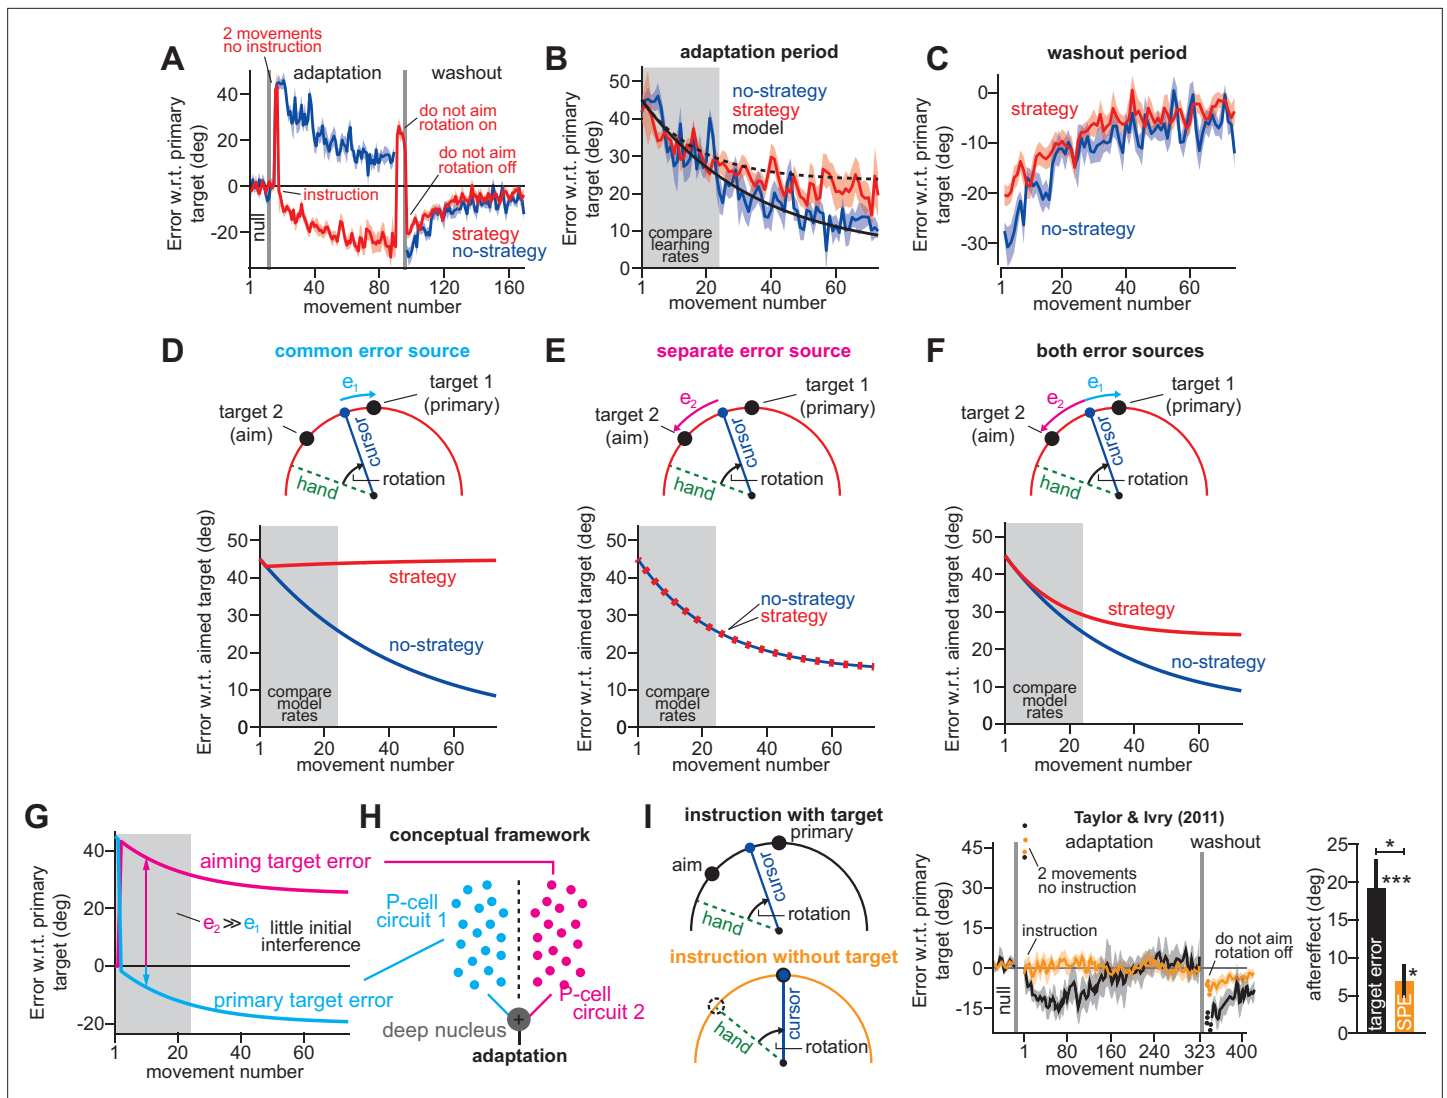 A
2 movements
no instruction
adaptation
washout
Error w.r.t. primary
target (deg)
40
20
0
-20
null
instruction
do not aim
rotation on
do not aim
rotation off
strategy
no-strategy
1
40
80
120
160
movement number
B
adaptation period
Error w.r.t. primary
target (deg)
50
40
30
20
10
0
no-strategy
strategy
model
compare
learning
rates
1
20
40
60
movement number
C
washout period
Error w.r.t. primary
target (deg)
0
-10
-20
-30
strategy
no-strategy
1
20
40
60
movement number
D
common error source
e1
target 1
(primary)
target 2
(aim)
cursor
hand
rotation
Error w.r.t. aimed target (deg)
50
40
30
20
10
0
strategy
no-strategy
compare
model
rates
1
20
40
60
movement number
E
separate error source
e2
target 1
(primary)
target 2
(aim)
cursor
hand
rotation
Error w.r.t. aimed target (deg)
50
40
30
20
10
0
no-strategy
strategy
compare
model
rates
1
20
40
60
movement number
F
both error sources
e2
e1
target 1
(primary)
target 2
(aim)
cursor
hand
rotation
Error w.r.t. aimed target (deg)
50
40
30
20
10
0
strategy
no-strategy
compare
model
rates
1
20
40
60
movement number
G
Error w.r.t. primary
target (deg)
40
20
0
-20
aiming target error
e2 ≫ e1
little initial
interference
primary target error
1
20
40
60
movement number
H
conceptual framework
P-cell
circuit 1
P-cell
circuit 2
deep nucleus
+
adaptation
I
instruction with target
primary
aim
cursor
hand
rotation
instruction without target
cursor
hand
rotation
Taylor & Ivry (2011)
adaptation
washout
45
30
15
0
-15
2 movements
no instruction
instruction
do not aim
rotation off
null
1
80
160
240
323
400
movement number
aftereffect (deg)
25
20
15
10
5
0
*
***
*
target error
SPE